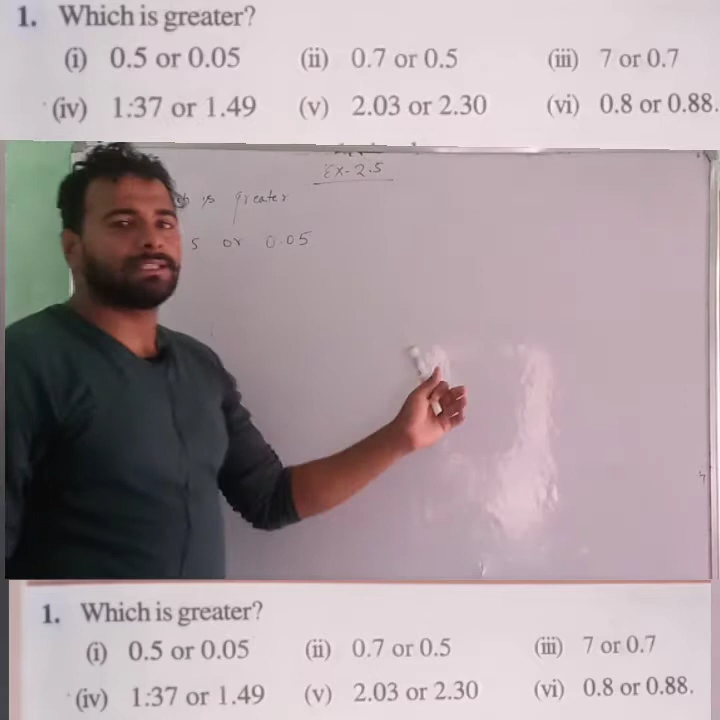 1. Which is greater?
(i) 0.5 or 0.05 (ii) 0.7 or 0.5 (iii) 7 or 0.7
(iv) 1:37 or 1.49 (v) 2.03 or 2.30 (vi) 0.8 or 0.88.
Ex-2.5
is greater
5 or 0.05
1. Which is greater?
(i) 0.5 or 0.05 (ii) 0.7 or 0.5 (iii) 7 or 0.7
(iv) 1:37 or 1.49 (v) 2.03 or 2.30 (vi) 0.8 or 0.88.